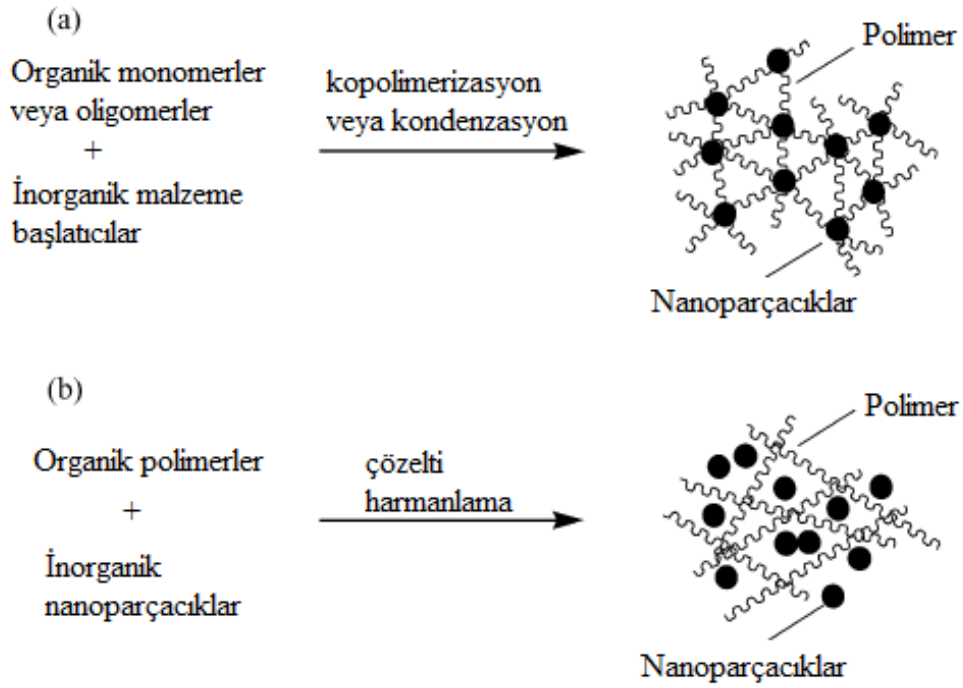 (a)
Organik monomerler
veya oligomerler
+
İnorganik malzeme
başlatıcılar
kopolimerizasyon
veya kondenzasyon
Polimer
Nanoparçacıklar
(b)
Organik polimerler
+
İnorganik
nanoparçacıklar
çözelti
harmanlama
Polimer
Nanoparçacıklar